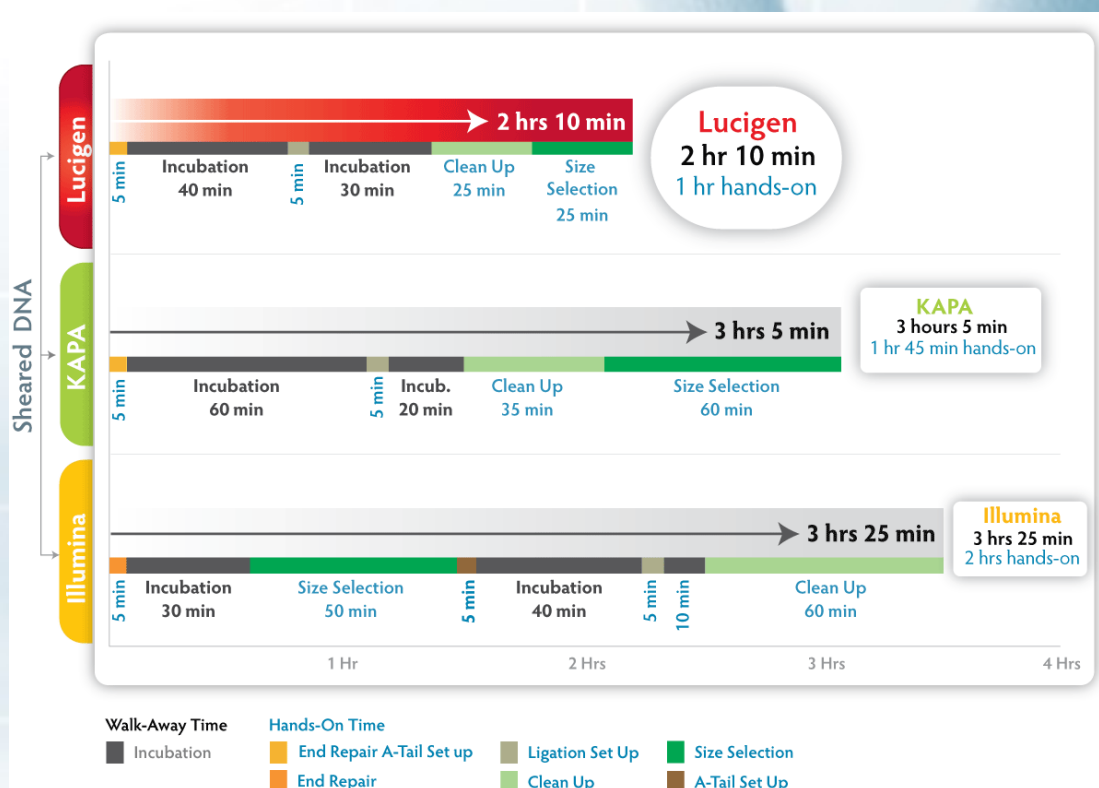 Sheared DNA
Lucigen
2 hrs 10 min
5 min
Incubation
40 min
5 min
Incubation
30 min
Clean Up
25 min
Size
Selection
25 min
Lucigen
2 hr 10 min
1 hr hands-on
KAPA
3 hrs 5 min
5 min
Incubation
60 min
5 min
Incub.
20 min
Clean Up
35 min
Size Selection
60 min
KAPA
3 hours 5 min
1 hr 45 min hands-on
Illumina
3 hrs 25 min
5 min
Incubation
30 min
Size Selection
50 min
5 min
Incubation
40 min
5 min
10 min
Clean Up
60 min
Illumina
3 hrs 25 min
2 hrs hands-on
1 Hr
2 Hrs
3 Hrs
4 Hrs
Walk-Away Time
Incubation
Hands-On Time
End Repair A-Tail Set up
End Repair
Ligation Set Up
Clean Up
Size Selection
A-Tail Set Up